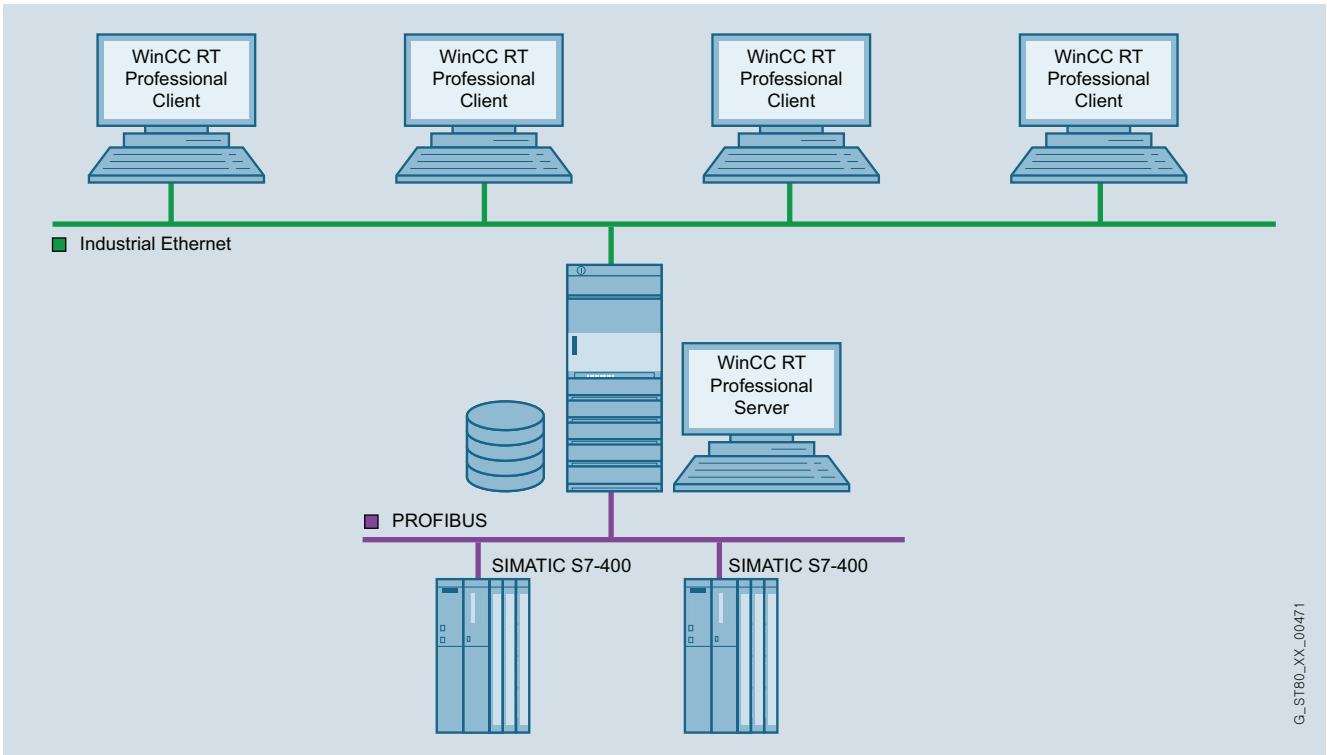 WinCC RT
Professional
Client
WinCC RT
Professional
Client
WinCC RT
Professional
Client
WinCC RT
Professional
Client
Industrial Ethernet
WinCC RT
Professional
Server
PROFIBUS
SIMATIC S7-400
SIMATIC S7-400
G_ST80_XX_00471